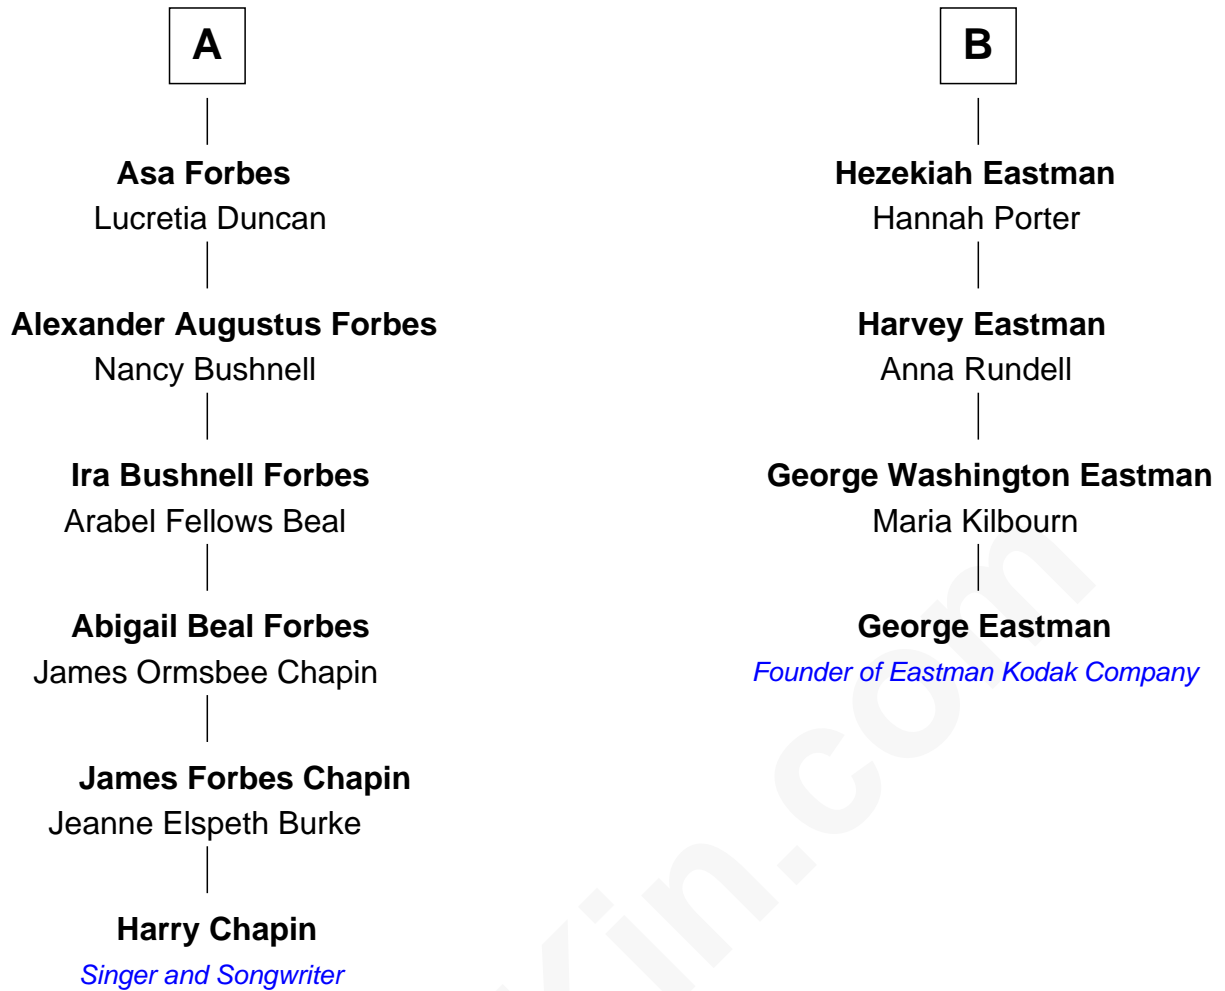 A
Asa Forbes
Lucretia Duncan
Alexander Augustus Forbes
Nancy Bushnell
Ira Bushnell Forbes
Arabel Fellows Beal
Abigail Beal Forbes
James Ormsbee Chapin
James Forbes Chapin
Jeanne Elspeth Burke
Harry Chapin
Singer and Songwriter
B
Hezekiah Eastman
Hannah Porter
Harvey Eastman
Anna Rundell
George Washington Eastman
Maria Kilbourn
George Eastman
Founder of Eastman Kodak Company
Kin.com